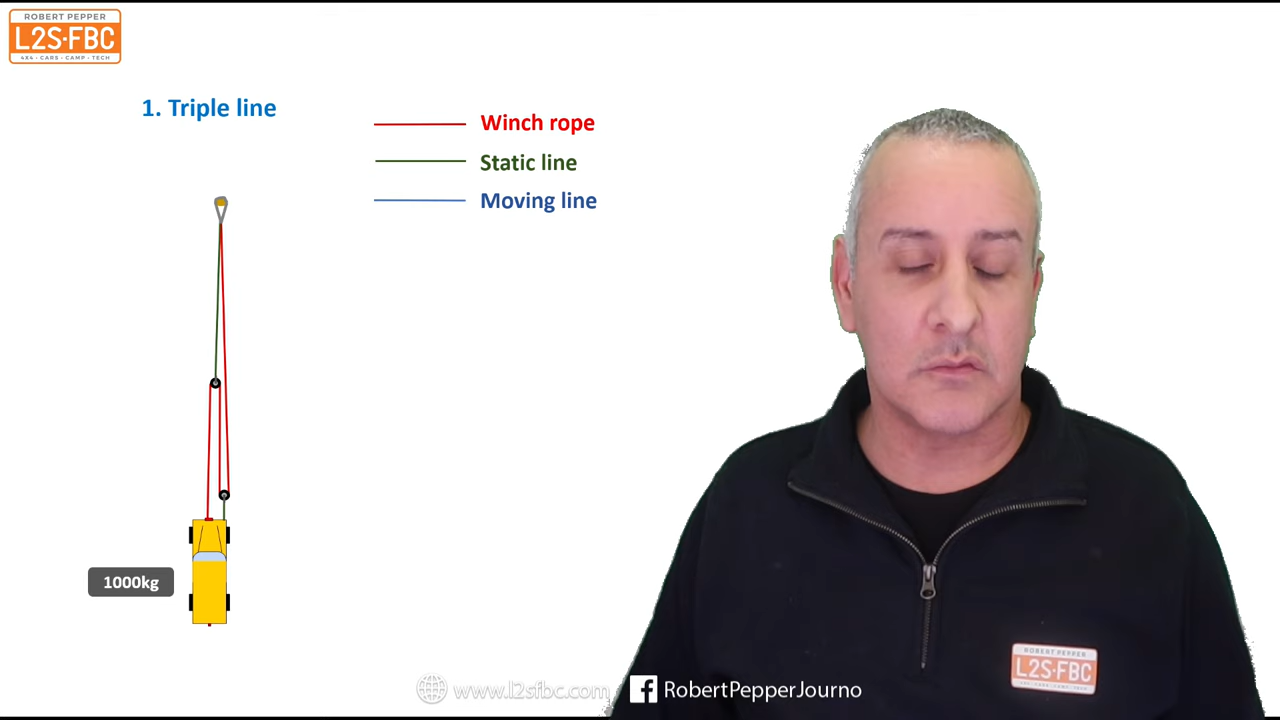 ROBERT PEPPER
L2S·FBC
4X4 • CARS • CAMP • TECH
1. Triple line
Winch rope
Static line
Moving line
1000kg
ROBERT PEPPER
L2S·FBC
www.l2sfbc.com
RobertPepperJourno